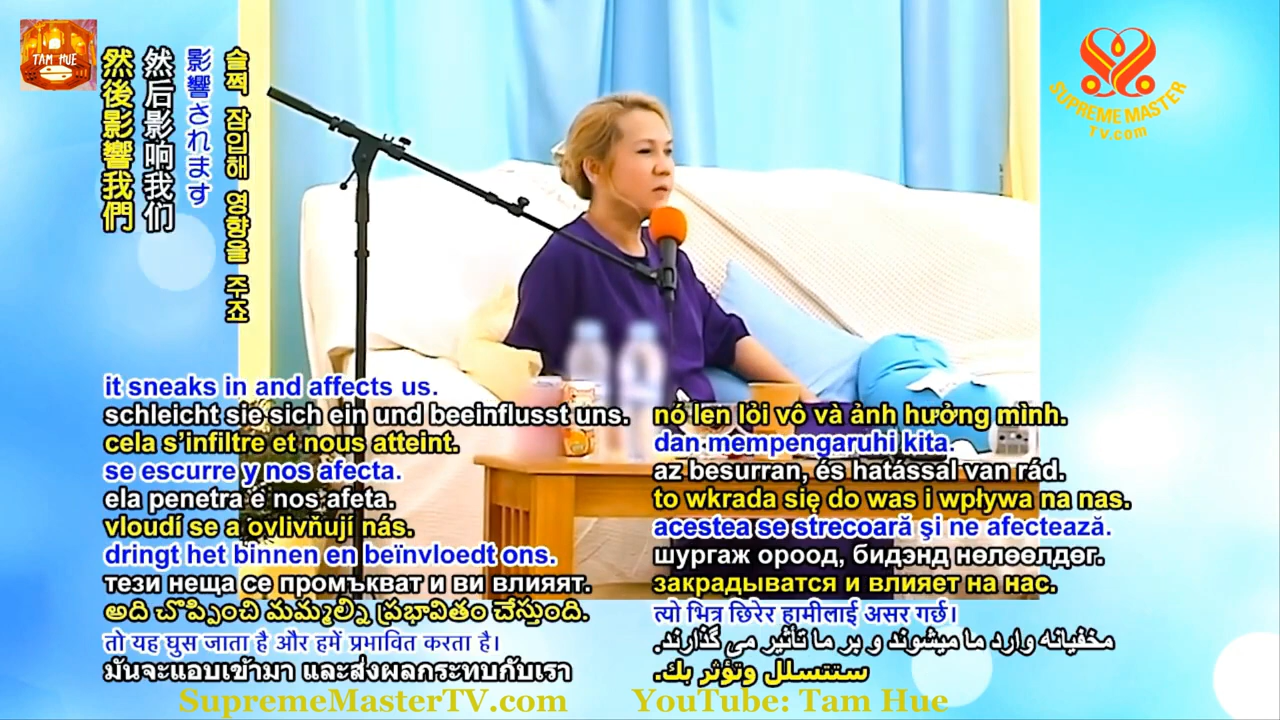 TAM HUE
然後影響我們
然后影响我们
影響されます
슬쩍 잠입해 영향을 주죠
SUPREME MASTER
TV.com
it sneaks in and affects us.
schleicht sie sich ein und beeinflusst uns.
cela s’infiltre et nous atteint.
se escurre y nos afecta.
ela penetra e nos afeta.
vloudí se a ovlivňují nás.
dringt het binnen en beïnvloedt ons.
тези неща се промъкват и ви влияят.
అది చొప్పించి మమ్మల్ని ప్రభావితం చేస్తుంది.
तो यह घुस जाता है और हमें प्रभावित करता है।
มันจะแอบเข้ามา และส่งผลกระทบกับเรา
nó len lỏi vô và ảnh hưởng mình.
dan mempengaruhi kita.
az besurran, és hatással van rád.
to wkrada się do was i wpływa na nas.
acestea se strecoară şi ne afectează.
шургаж ороод, бидэнд нөлөөлдөг.
закрадыватся и влияет на нас.
त्यो भित्र छिरेर हामीलाई असर गर्छ।
مخفیانه وارد ما میشوند و بر ما تأثیر می گذارند.
ستتسلل وتؤثر بك.
SupremeMasterTV.com
YouTube: Tam Hue